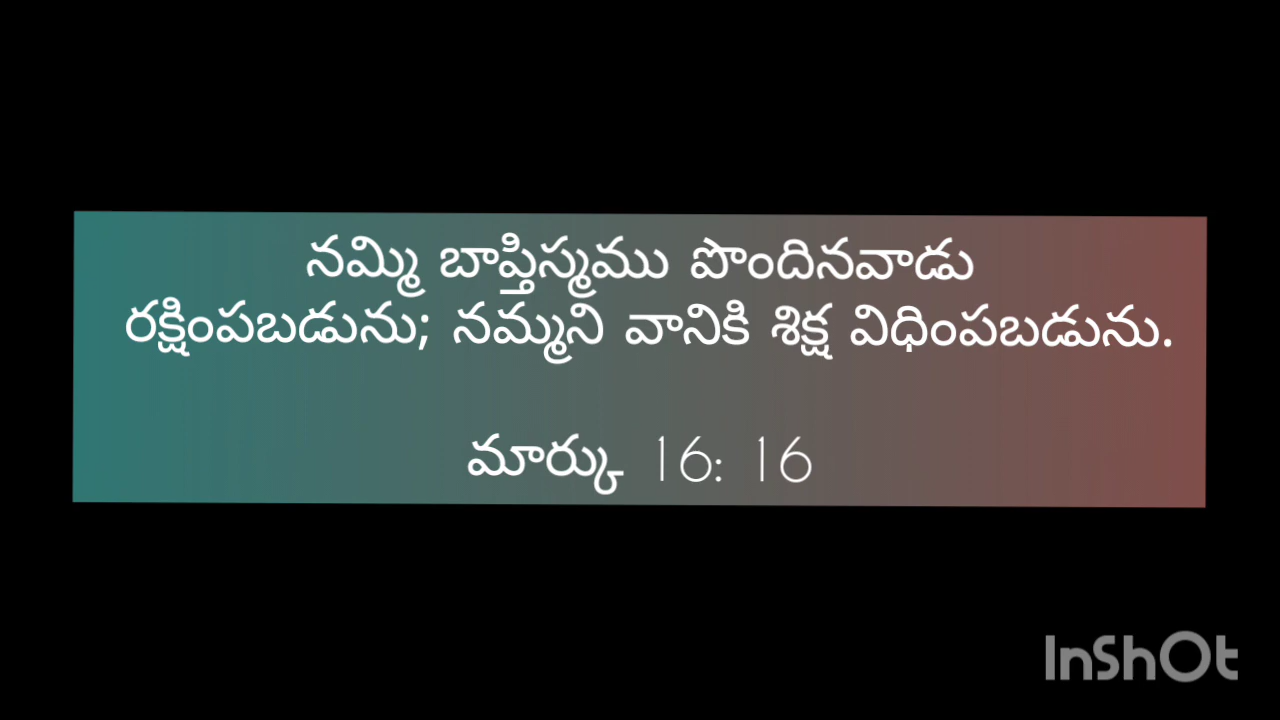 నమ్మి బాప్తిస్మము పొందినవాడు
రక్షింపబడును; నమ్మని వానికి శిక్ష విధింపబడును.
మార్కు 16: 16
InShOt